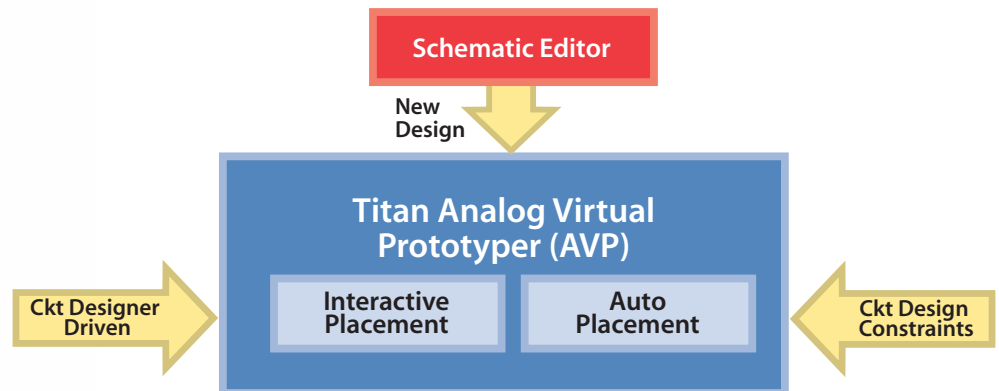 Schematic Editor
New
Design
Titan Analog Virtual
Prototyper (AVP)
Ckt Designer
Driven
Interactive
Placement
Auto
Placement
Ckt Design
Constraints